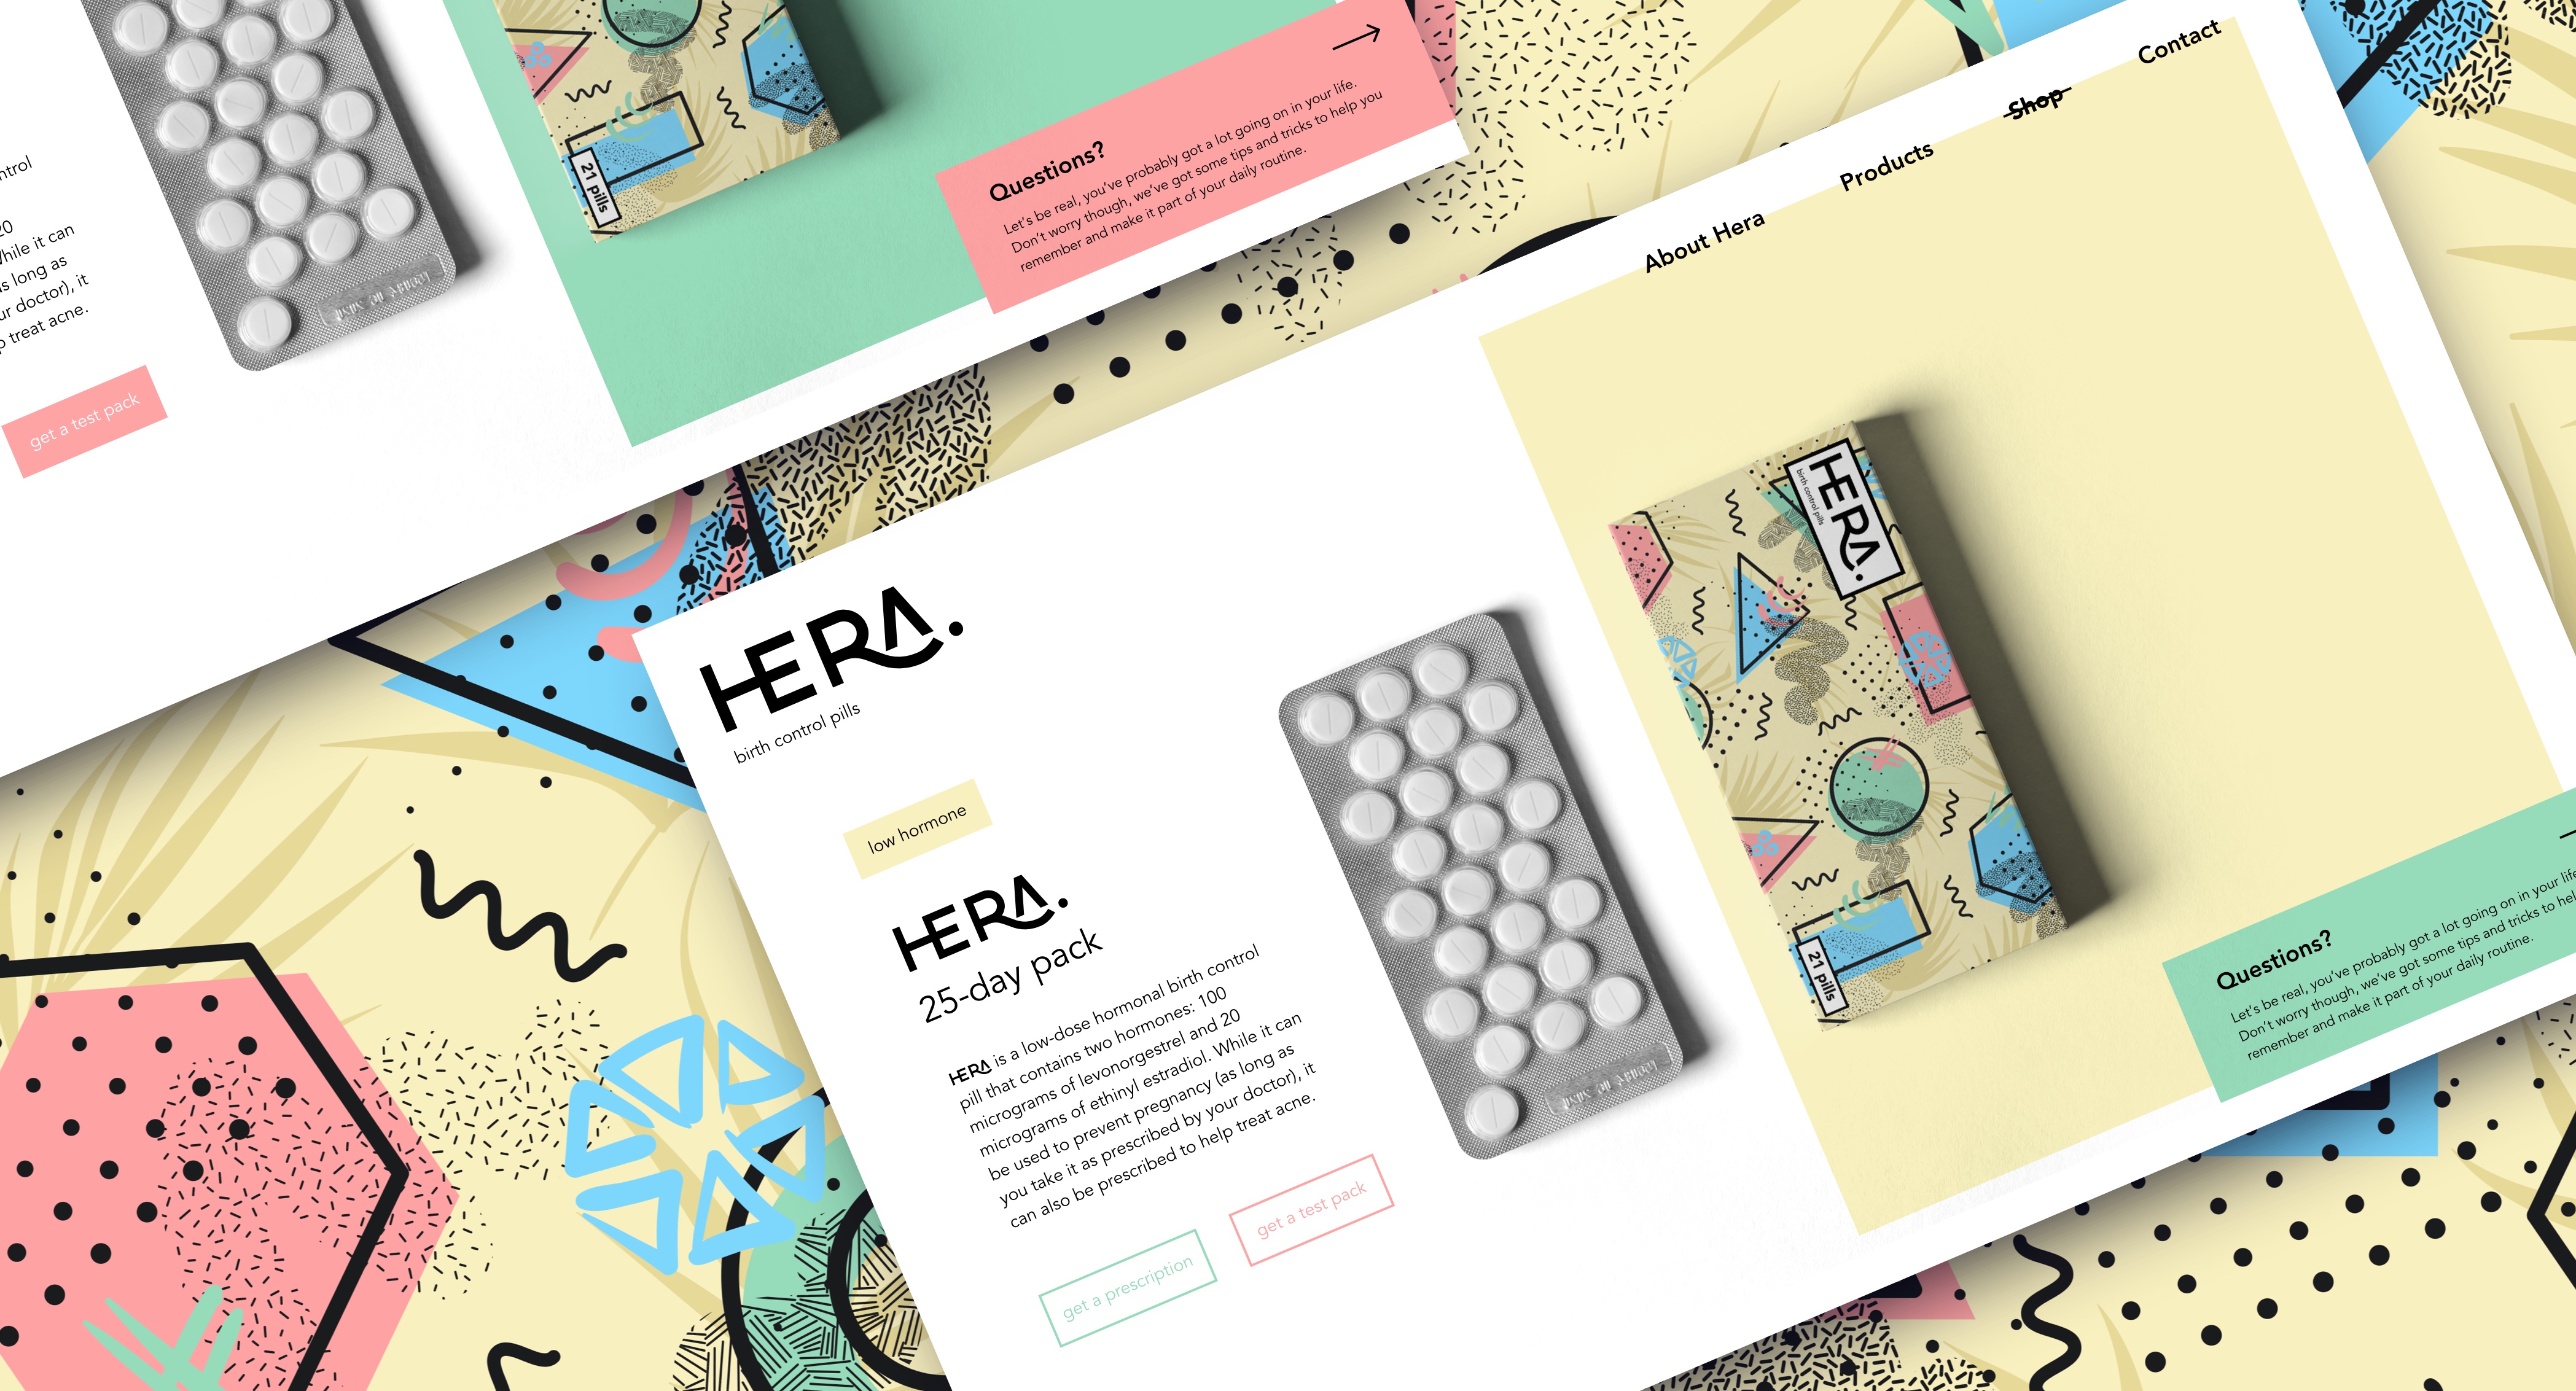 ntrol
20
While it can
s long as
ur doctor), it
p treat acne.
get a test pack
21 pills
Questions?
Let's be real, you've probably got a lot going on in your life.
Don't worry though, we've got some tips and tricks to help you
remember and make it part of your daily routine.
About Hera
Products
Shop
Contact
HERA.
birth control pills
low hormone
HERA.
25-day pack
HERA is a low-dose hormonal birth control
pill that contains two hormones: 100
micrograms of levonorgestrel and 20
micrograms of ethinyl estradiol. While it can
be used to prevent pregnancy (as long as
you take it as prescribed by your doctor), it
can also be prescribed to help treat acne.
get a prescription
get a test pack
HERA.
birth control pills
21 pills
Questions?
Let's be real, you've probably got a lot going on in your life
Don't worry though, we've got some tips and tricks to hel
remember and make it part of your daily routine.